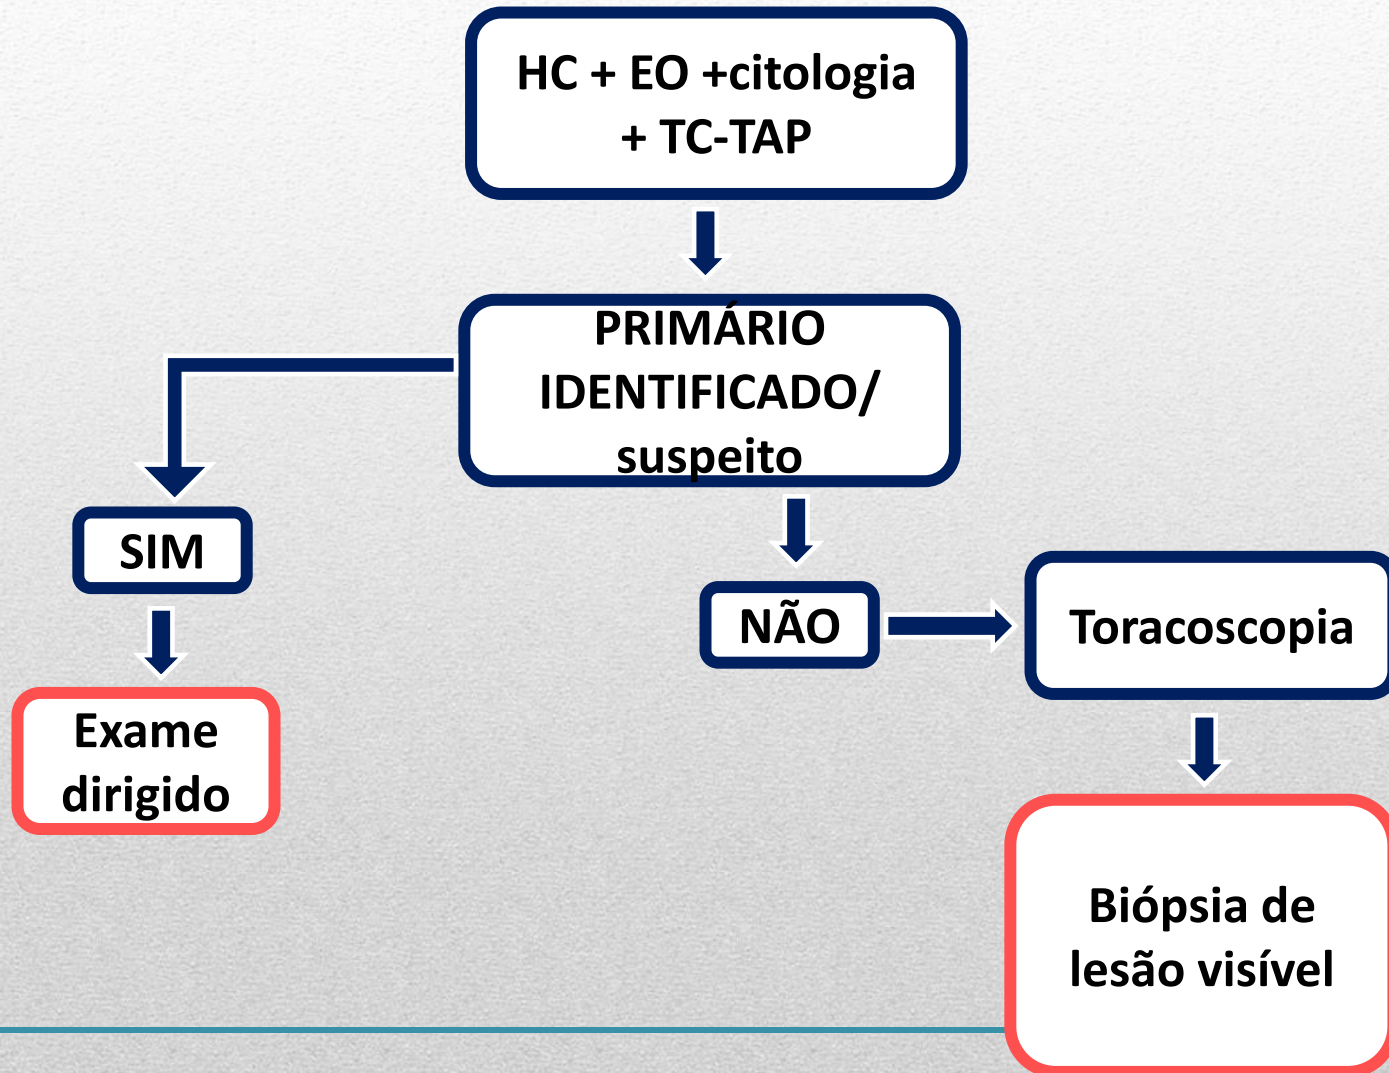 HC + EO +citologia
+ TC-TAP
PRIMÁRIO
IDENTIFICADO/
suspeito
SIM
NÃO
Toracoscopia
Exame
dirigido
Biópsia de
lesão visível